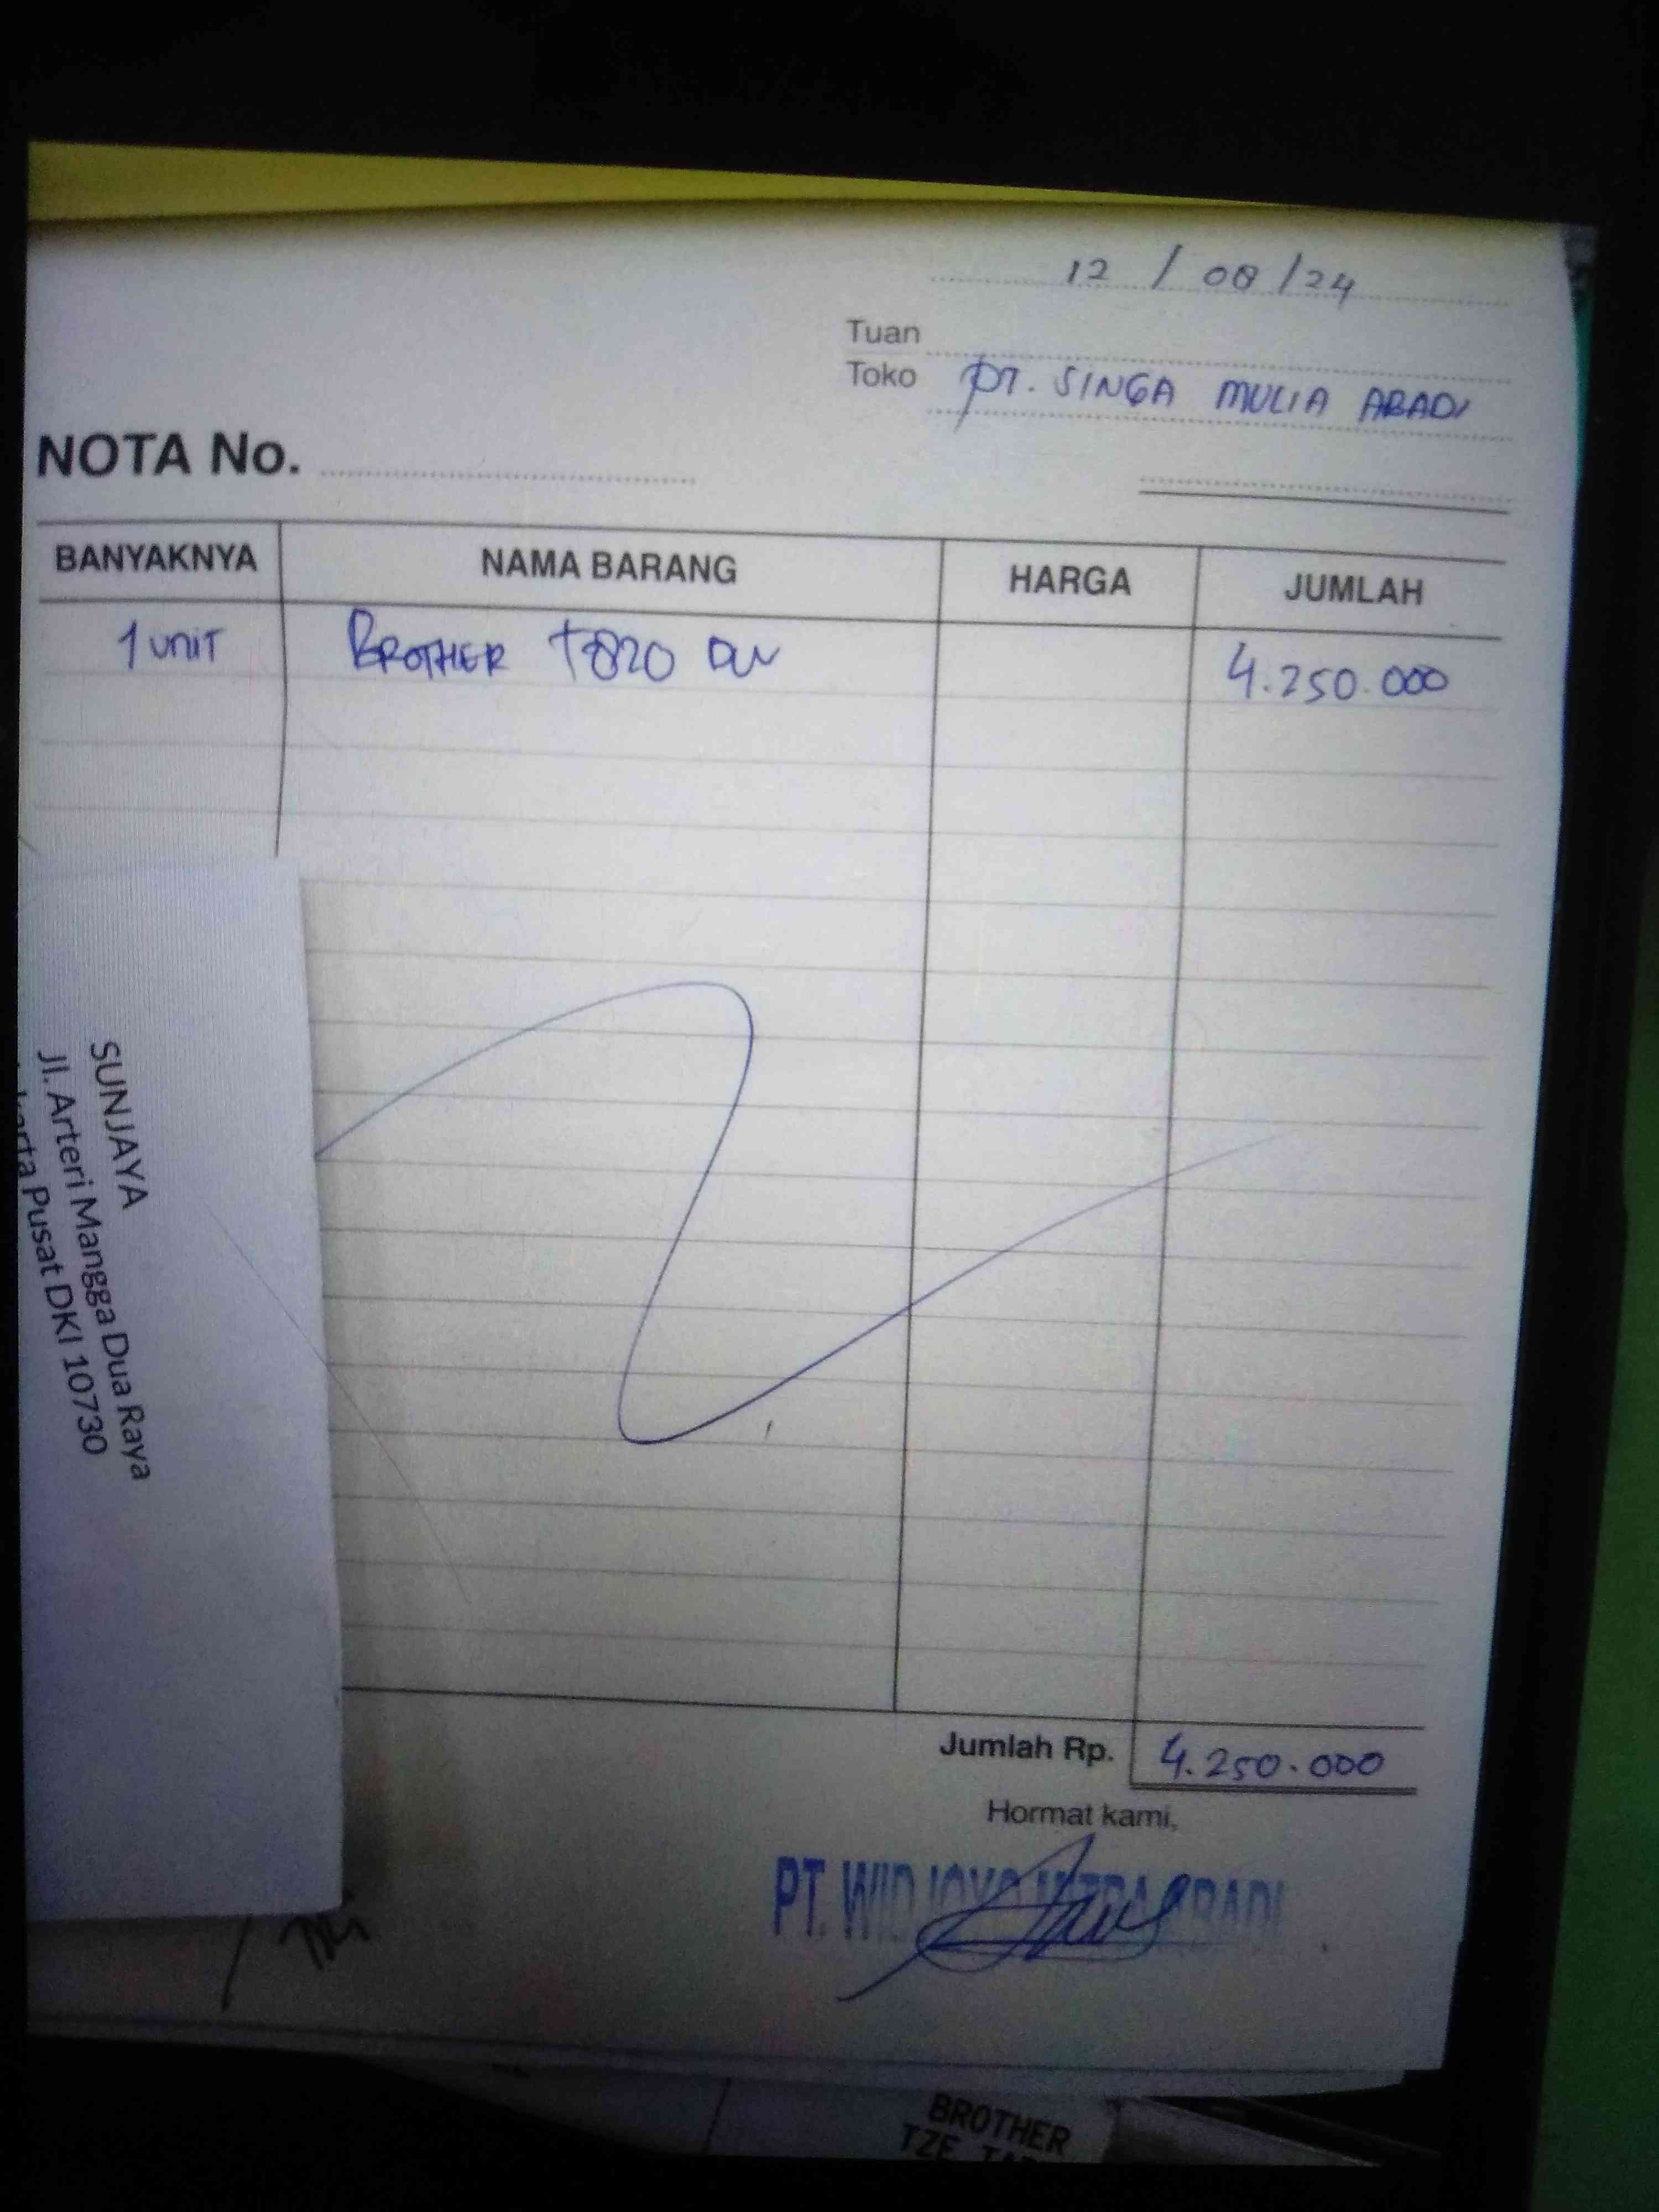 12 / 08 / 24
Tuan
Toko PT. SINGA MULIA ABADI
NOTA No.
BANYAKNYA NAMA BARANG HARGA JUMLAH
1 UNIT BROTHER T820 DW 4.250.000
SUNJAYA
Jl. Arteri Mangga Dua Raya
Pusat DKI 10730
Jumlah Rp. 4.250.000
Hormat kami,
PT. ABADI
BROTHER
TZE